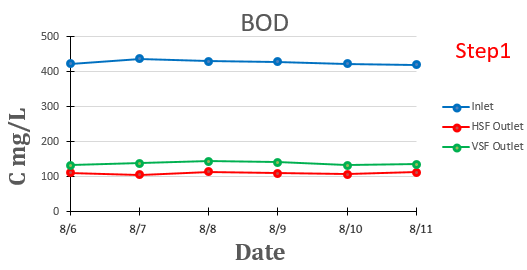 BOD
Step1
500
400
300
200
100
0
C mg/L
8/6 8/7 8/8 8/9 8/10 8/11
Date
Inlet
HSF Outlet
VSF Outlet